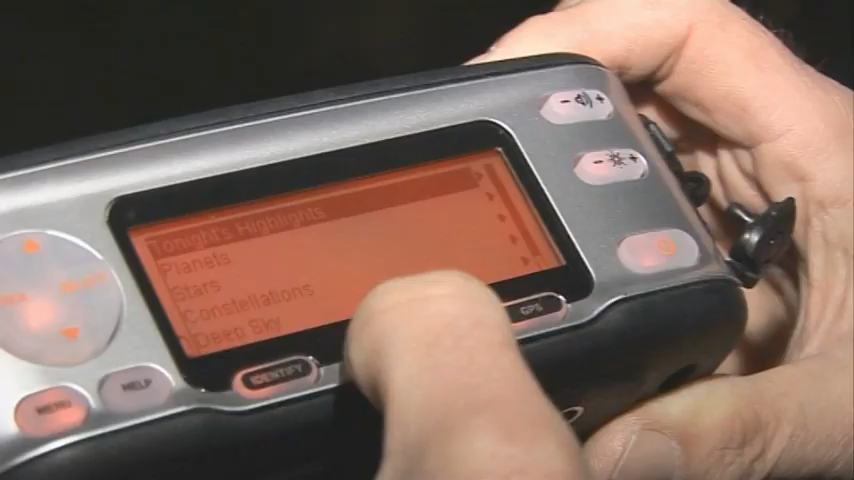 Tonight's Highlights
Planets
Stars
Constellations
Deep Sky
GPS
IDENTIFY
HELP
MENU